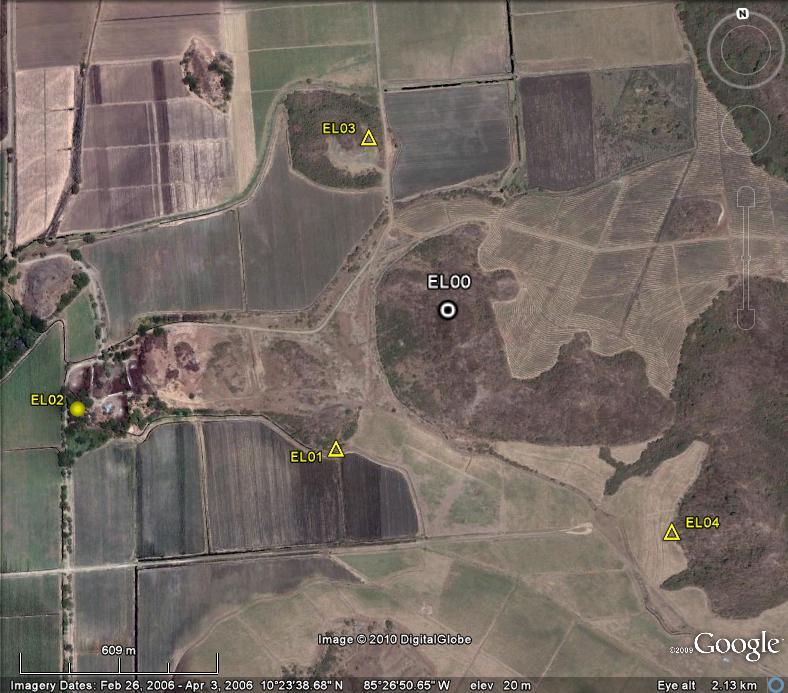 N
EL03
EL00
EL02
EL01
EL04
Image © 2010 DigitalGlobe
609 m
©2009 Google
Imagery Dates: Feb 26, 2006 - Apr 3, 2006 10°23'38.68" N 85°26'50.65" W elev 20 m Eye alt 2.13 km